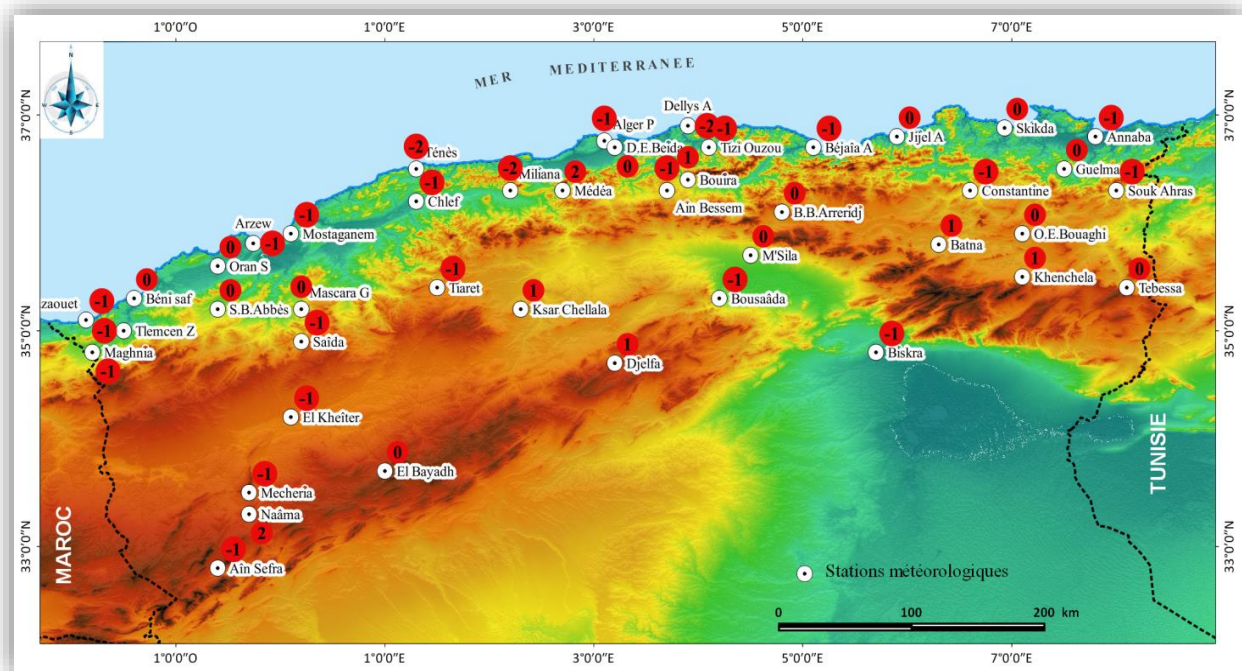 1°0'0"O 1°0'0"E 3°0'0"E 5°0'0"E 7°0'0"E
N
W E
S
MER MEDITERRANEE
37°0'0"N 37°0'0"N
Dellys A
-1 -2 -1 -1 0 0 -1
Alger P
D.E.Beida Tizi Ouzou Béjaîa A Jijel A Skikda Annaba
-2
Ténès
-1 -2 2 0 -1 1 -1 0 -1
Miliana Médéa Bouira Constantine Guelma Souk Ahras
Chlef
Ain Bessem
0
B.B.Arreridj
Arzew
-1
Mostaganem
0 -1
Oran S
1 0
Batna O.E.Bouaghi
0
M'Sila
0 0 0 -1 1 -1 1 0
Béni saf S.B.Abbès Mascara G Tiaret Ksar Chellala Bousaâda Khenchela Tebessa
zaouet
-1
-1
Tlemcen Z
-1
Saîda
35°0'0"N 35°0'0"N
Maghnia
-1
1
Djelfa
-1
Biskra
-1
El Kheîter
0
El Bayadh
-1
Mecheria
Naâma
2
-1
Aîn Sefra
33°0'0"N 33°0'0"N
MAROC
TUNISIE
Stations météorologiques
0 100 200 km
1°0'0"O 1°0'0"E 3°0'0"E 5°0'0"E 7°0'0"E